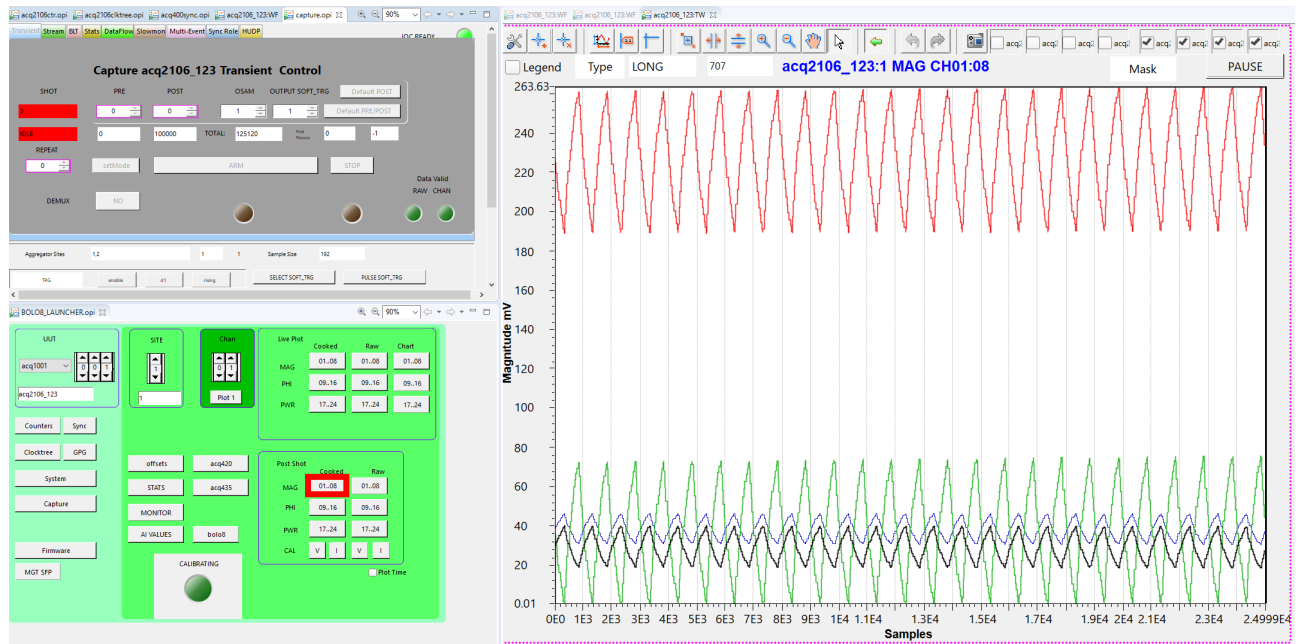 acq2106ctr.opi acq2106clktree.opi acq400sync.opi acq2106_123:WF capture.opi 90%
Transient Stream BLT Stats DataFlow Slowmon Multi-Event Sync Role HUDP
IOC READY
Capture acq2106_123 Transient Control
SHOT PRE POST OSAM OUTPUT SOFT_TRG Default POST
0 0 1 1 Default PRE/POST
IDLE 0 100000 TOTAL: 125120 0 -1
REPEAT
0 setMode ARM STOP
Data Valid
RAW CHAN
DEMUX NO
Aggregator Sites 1,2 1 1 Sample Size 192
TRG enable d1 rising SELECT SOFT_TRG PULSE SOFT_TRG
BOLO8_LAUNCHER.opi 90%
UUT SITE Chan Live Plot
Cooked Raw Chart
acq1001 0 0 1 1 0 1 MAG 01..08 01..08 01..08
PHI 09..16 09..16 09..16
acq2106_123 1 Plot 1 PWR 17..24 17..24 17..24
Counters Sync
Clocktree GPG
System
Capture
Firmware
MGT SFP
offsets acq420
STATS acq435
MONITOR
AI VALUES bolo8
CALIBRATING
Post Shot
Cooked Raw
MAG 01..08 01..08
PHI 09..16 09..16
PWR 17..24 17..24
CAL V I V I
Plot Time
acq2106_123:WF acq2106_123:WF acq2106_123:TW
acq: acq: acq: acq: acq: acq: acq: acq:
Legend Type LONG 707 acq2106_123:1 MAG CH01:08 Mask PAUSE
263.63
240
220
200
180
160
140
120
100
80
60
40
20
0.01
Magnitude mV
0E0 1E3 2E3 3E3 4E3 5E3 6E3 7E3 8E3 9E3 1E4 1.1E4 1.3E4 1.5E4 1.7E4 1.9E4 2E4 2.1E4 2.3E4 2.4999E4
Samples